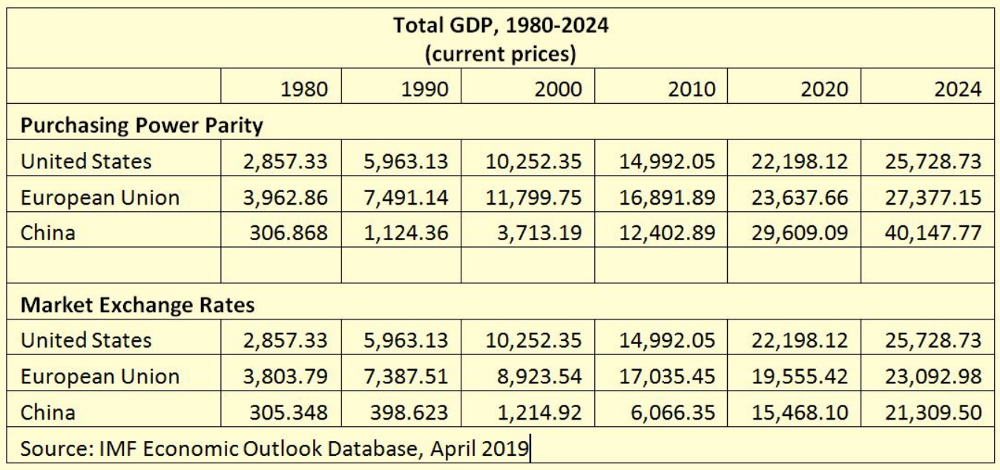 Total GDP, 1980-2024
(current prices)
1980 1990 2000 2010 2020 2024
Purchasing Power Parity
United States 2,857.33 5,963.13 10,252.35 14,992.05 22,198.12 25,728.73
European Union 3,962.86 7,491.14 11,799.75 16,891.89 23,637.66 27,377.15
China 306.868 1,124.36 3,713.19 12,402.89 29,609.09 40,147.77
Market Exchange Rates
United States 2,857.33 5,963.13 10,252.35 14,992.05 22,198.12 25,728.73
European Union 3,803.79 7,387.51 8,923.54 17,035.45 19,555.42 23,092.98
China 305.348 398.623 1,214.92 6,066.35 15,468.10 21,309.50
Source: IMF Economic Outlook Database, April 2019